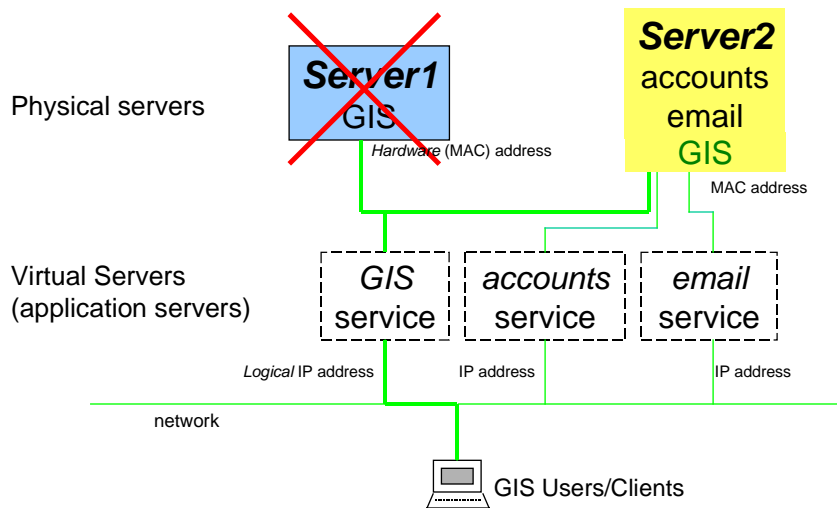 Physical servers
Server1
GIS
Hardware (MAC) address
Server2
accounts
email
GIS
MAC address
Virtual Servers
(application servers)
GIS
service
accounts
service
email
service
Logical IP address
IP address
IP address
network
GIS Users/Clients